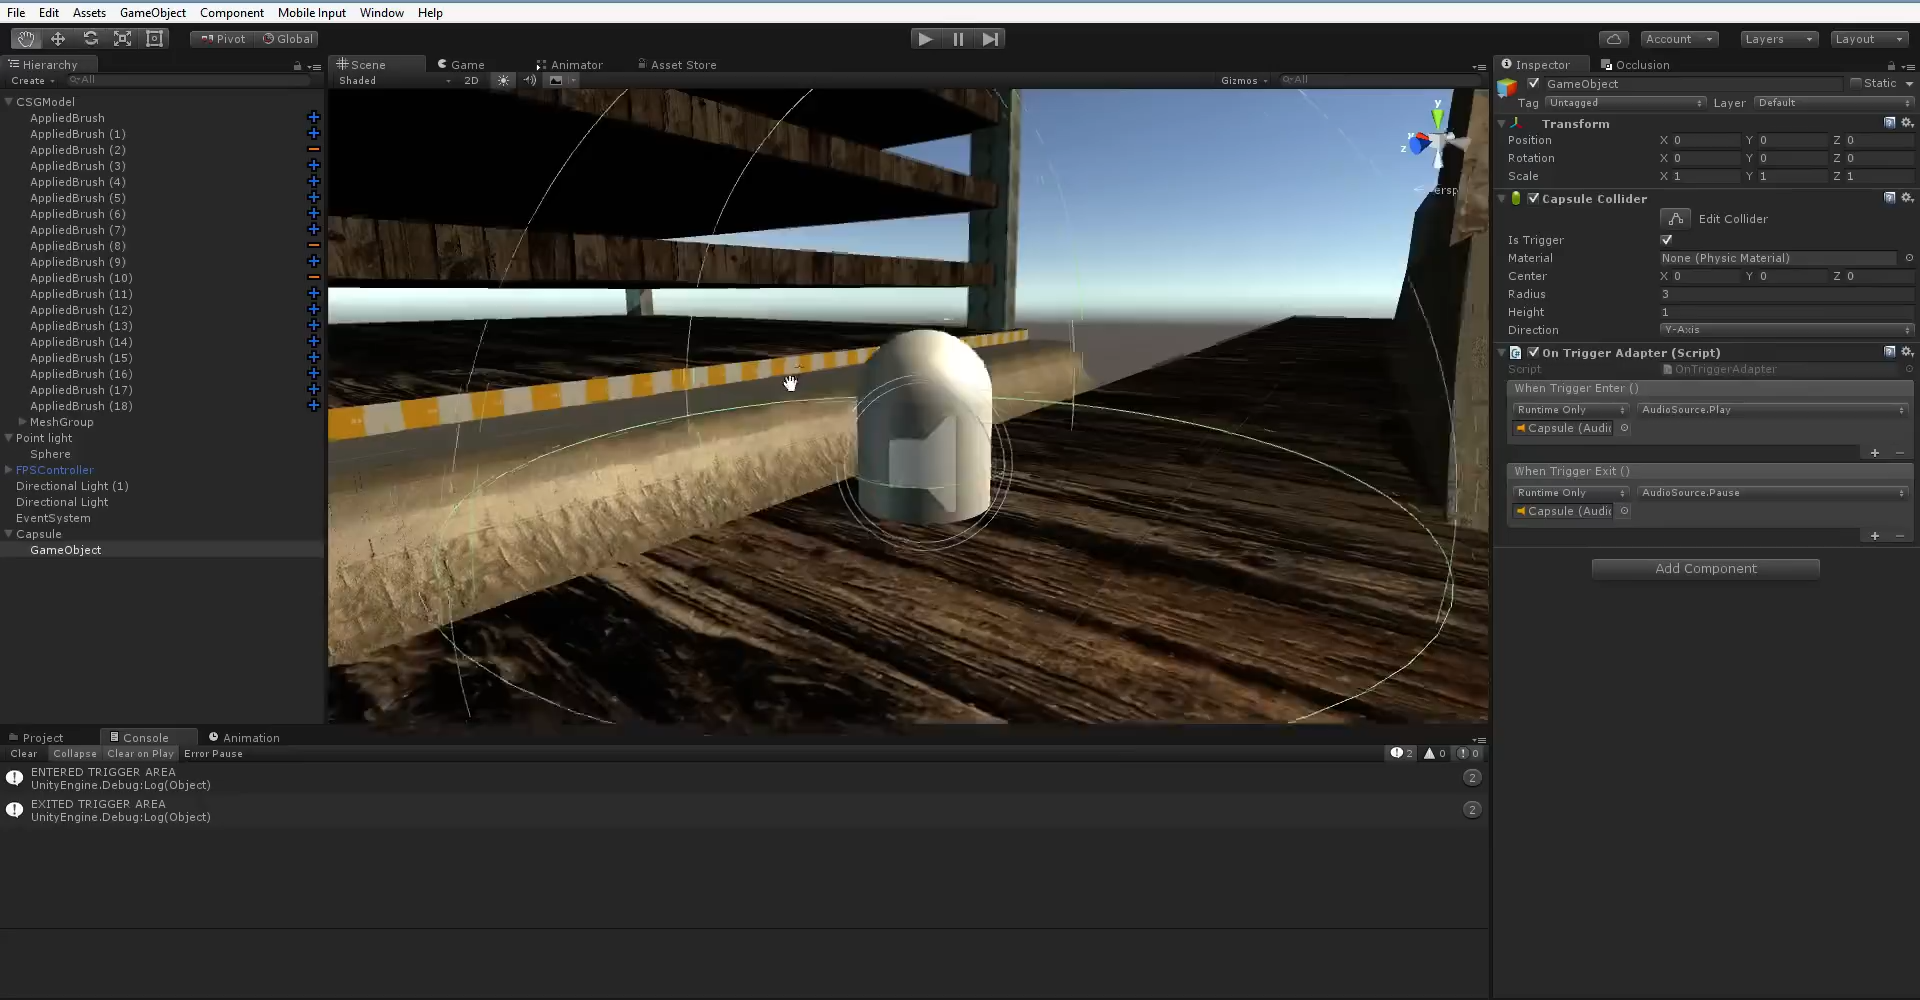 File Edit Assets GameObject Component Mobile Input Window Help
Pivot Global Account Layers Layout
Hierarchy
Create All
CSGModel
AppliedBrush
AppliedBrush (1)
AppliedBrush (2)
AppliedBrush (3)
AppliedBrush (4)
AppliedBrush (5)
AppliedBrush (6)
AppliedBrush (7)
AppliedBrush (8)
AppliedBrush (9)
AppliedBrush (10)
AppliedBrush (11)
AppliedBrush (12)
AppliedBrush (13)
AppliedBrush (14)
AppliedBrush (15)
AppliedBrush (16)
AppliedBrush (17)
AppliedBrush (18)
MeshGroup
Point light
Sphere
FPSController
Directional Light (1)
Directional Light
EventSystem
Capsule
GameObject
Scene Game Animator Asset Store
Shaded 2D Gizmos All
y
x
z
Persp
Inspector Occlusion
GameObject Static
Tag Untagged Layer Default
Transform
Position X 0 Y 0 Z 0
Rotation X 0 Y 0 Z 0
Scale X 1 Y 1 Z 1
Capsule Collider
Edit Collider
Is Trigger
Material None (Physic Material)
Center X 0 Y 0 Z 0
Radius 3
Height 1
Direction Y-Axis
On Trigger Adapter (Script)
Script OnTriggerAdapter
When Trigger Enter ()
Runtime Only AudioSource.Play
Capsule (Audi
+ −
When Trigger Exit ()
Runtime Only AudioSource.Pause
Capsule (Audi
+ −
Add Component
Project Console Animation
Clear Collapse Clear on Play Error Pause 2 0 0
ENTERED TRIGGER AREA
UnityEngine.Debug:Log(Object) 2
EXITED TRIGGER AREA
UnityEngine.Debug:Log(Object) 2